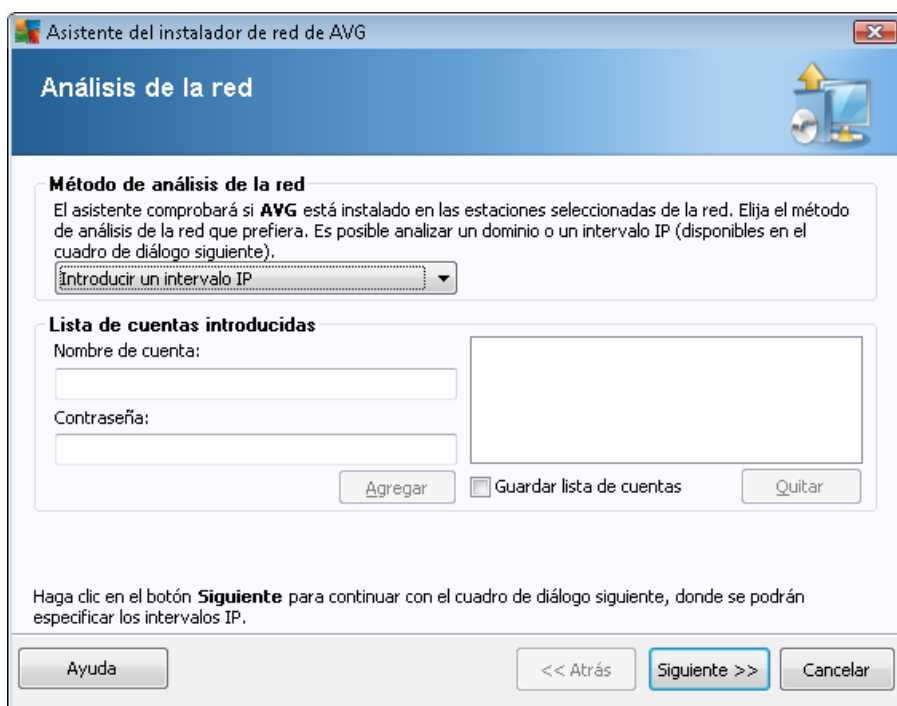 Asistente del instalador de red de AVG
Análisis de la red
Método de análisis de la red
El asistente comprobará si AVG está instalado en las estaciones seleccionadas de la red. Elija el método
de análisis de la red que prefiera. Es posible analizar un dominio o un intervalo IP (disponibles en el
cuadro de diálogo siguiente).
Introducir un intervalo IP
Lista de cuentas introducidas
Nombre de cuenta:
Contraseña:
Agregar
Guardar lista de cuentas
Quitar
Haga clic en el botón Siguiente para continuar con el cuadro de diálogo siguiente, donde se podrán
especificar los intervalos IP.
Ayuda
<< Atrás
Siguiente >>
Cancelar